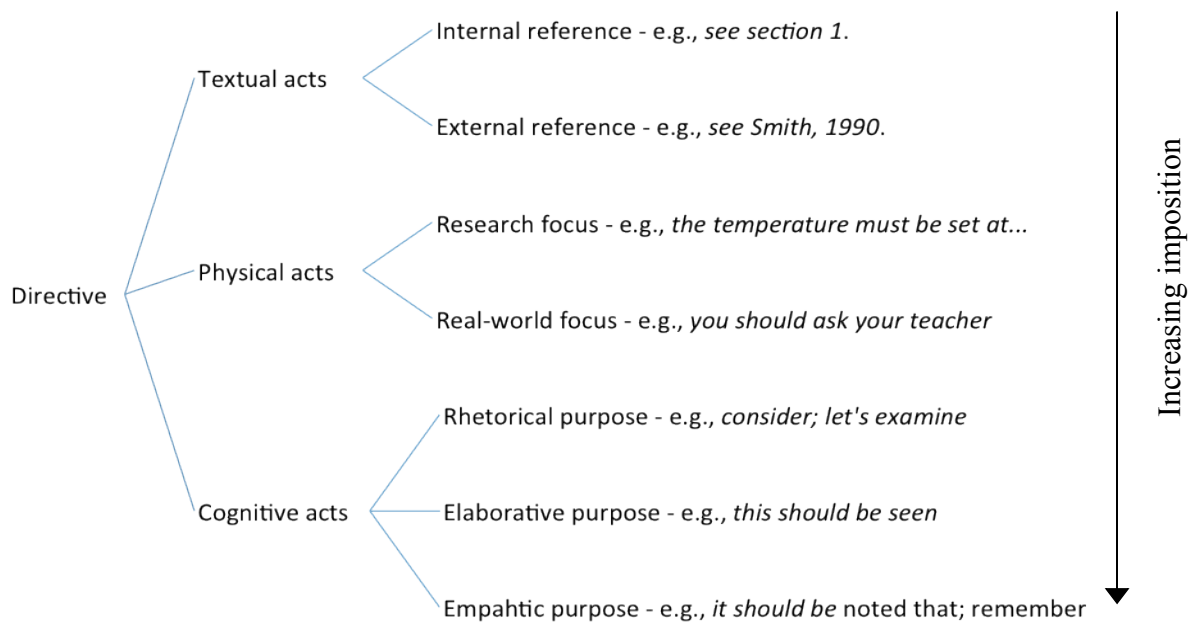 Internal reference - e.g., see section 1.
Textual acts
External reference - e.g., see Smith, 1990.
Research focus - e.g., the temperature must be set at...
Physical acts
Directive
Real-world focus - e.g., you should ask your teacher
Rhetorical purpose - e.g., consider; let's examine
Cognitive acts
Elaborative purpose - e.g., this should be seen
Empahtic purpose - e.g., it should be noted that; remember
Increasing imposition